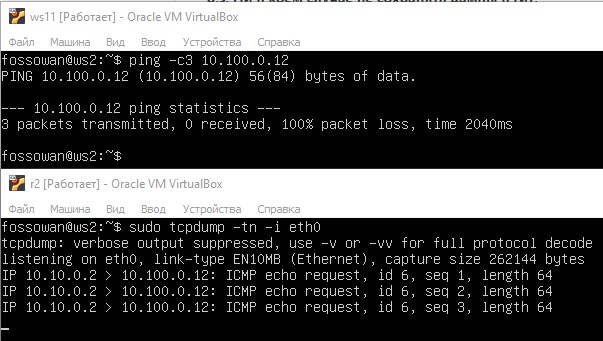 ws11 [Работает] - Oracle VM VirtualBox
Файл Машина Вид Ввод Устройства Справка
fossowan@ws2:~$ ping -c3 10.100.0.12
PING 10.100.0.12 (10.100.0.12) 56(84) bytes of data.
--- 10.100.0.12 ping statistics ---
3 packets transmitted, 0 received, 100% packet loss, time 2040ms
fossowan@ws2:~$
r2 [Работает] - Oracle VM VirtualBox
Файл Машина Вид Ввод Устройства Справка
fossowan@ws2:~$ sudo tcpdump -tn -i eth0
tcpdump: verbose output suppressed, use -v or -vv for full protocol decode
listening on eth0, link-type EN10MB (Ethernet), capture size 262144 bytes
IP 10.10.0.2 > 10.100.0.12: ICMP echo request, id 6, seq 1, length 64
IP 10.10.0.2 > 10.100.0.12: ICMP echo request, id 6, seq 2, length 64
IP 10.10.0.2 > 10.100.0.12: ICMP echo request, id 6, seq 3, length 64